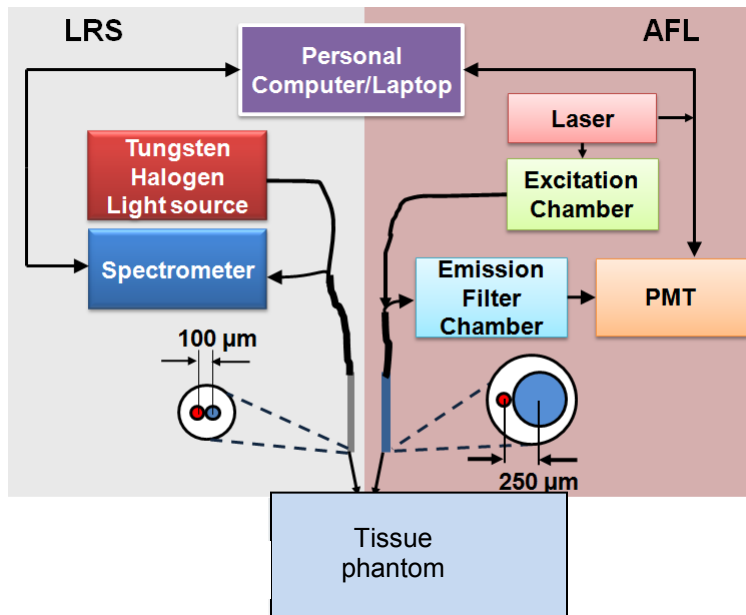 LRS
AFL
Personal
Computer/Laptop
Laser
Tungsten
Halogen
Light source
Excitation
Chamber
Spectrometer
Emission
Filter
Chamber
PMT
100 µm
250 µm
Tissue
phantom